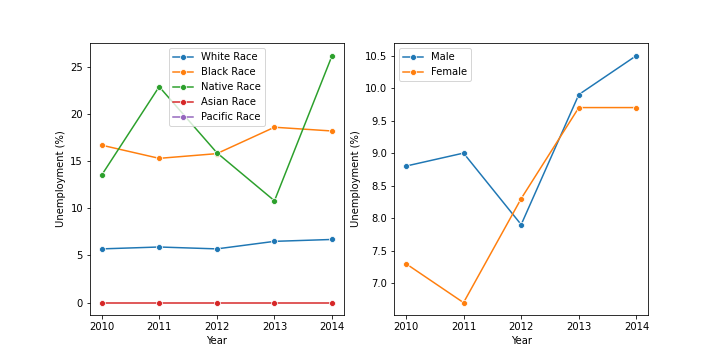 White Race
Black Race
Native Race
Asian Race
Pacific Race
25
20
15
10
5
0
Unemployment (%)
2010 2011 2012 2013 2014
Year
Male
Female
10.5
10.0
9.5
9.0
8.5
8.0
7.5
7.0
Unemployment (%)
2010 2011 2012 2013 2014
Year